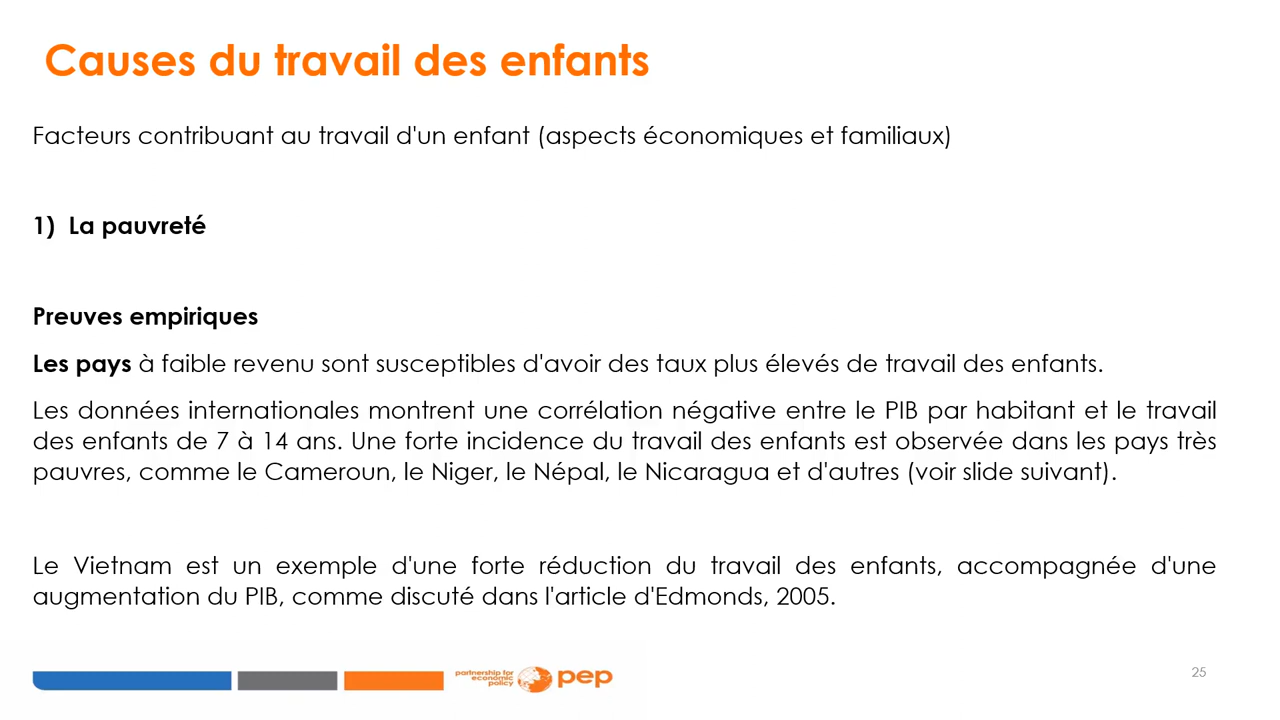 Causes du travail des enfants
Facteurs contribuant au travail d'un enfant (aspects économiques et familiaux)
1) La pauvreté
Preuves empiriques
Les pays à faible revenu sont susceptibles d'avoir des taux plus élevés de travail des enfants.
Les données internationales montrent une corrélation négative entre le PIB par habitant et le travail
des enfants de 7 à 14 ans. Une forte incidence du travail des enfants est observée dans les pays très
pauvres, comme le Cameroun, le Niger, le Népal, le Nicaragua et d'autres (voir slide suivant).
Le Vietnam est un exemple d'une forte réduction du travail des enfants, accompagnée d'une
augmentation du PIB, comme discuté dans l'article d'Edmonds, 2005.
partnership for
economic
policy
pep
25